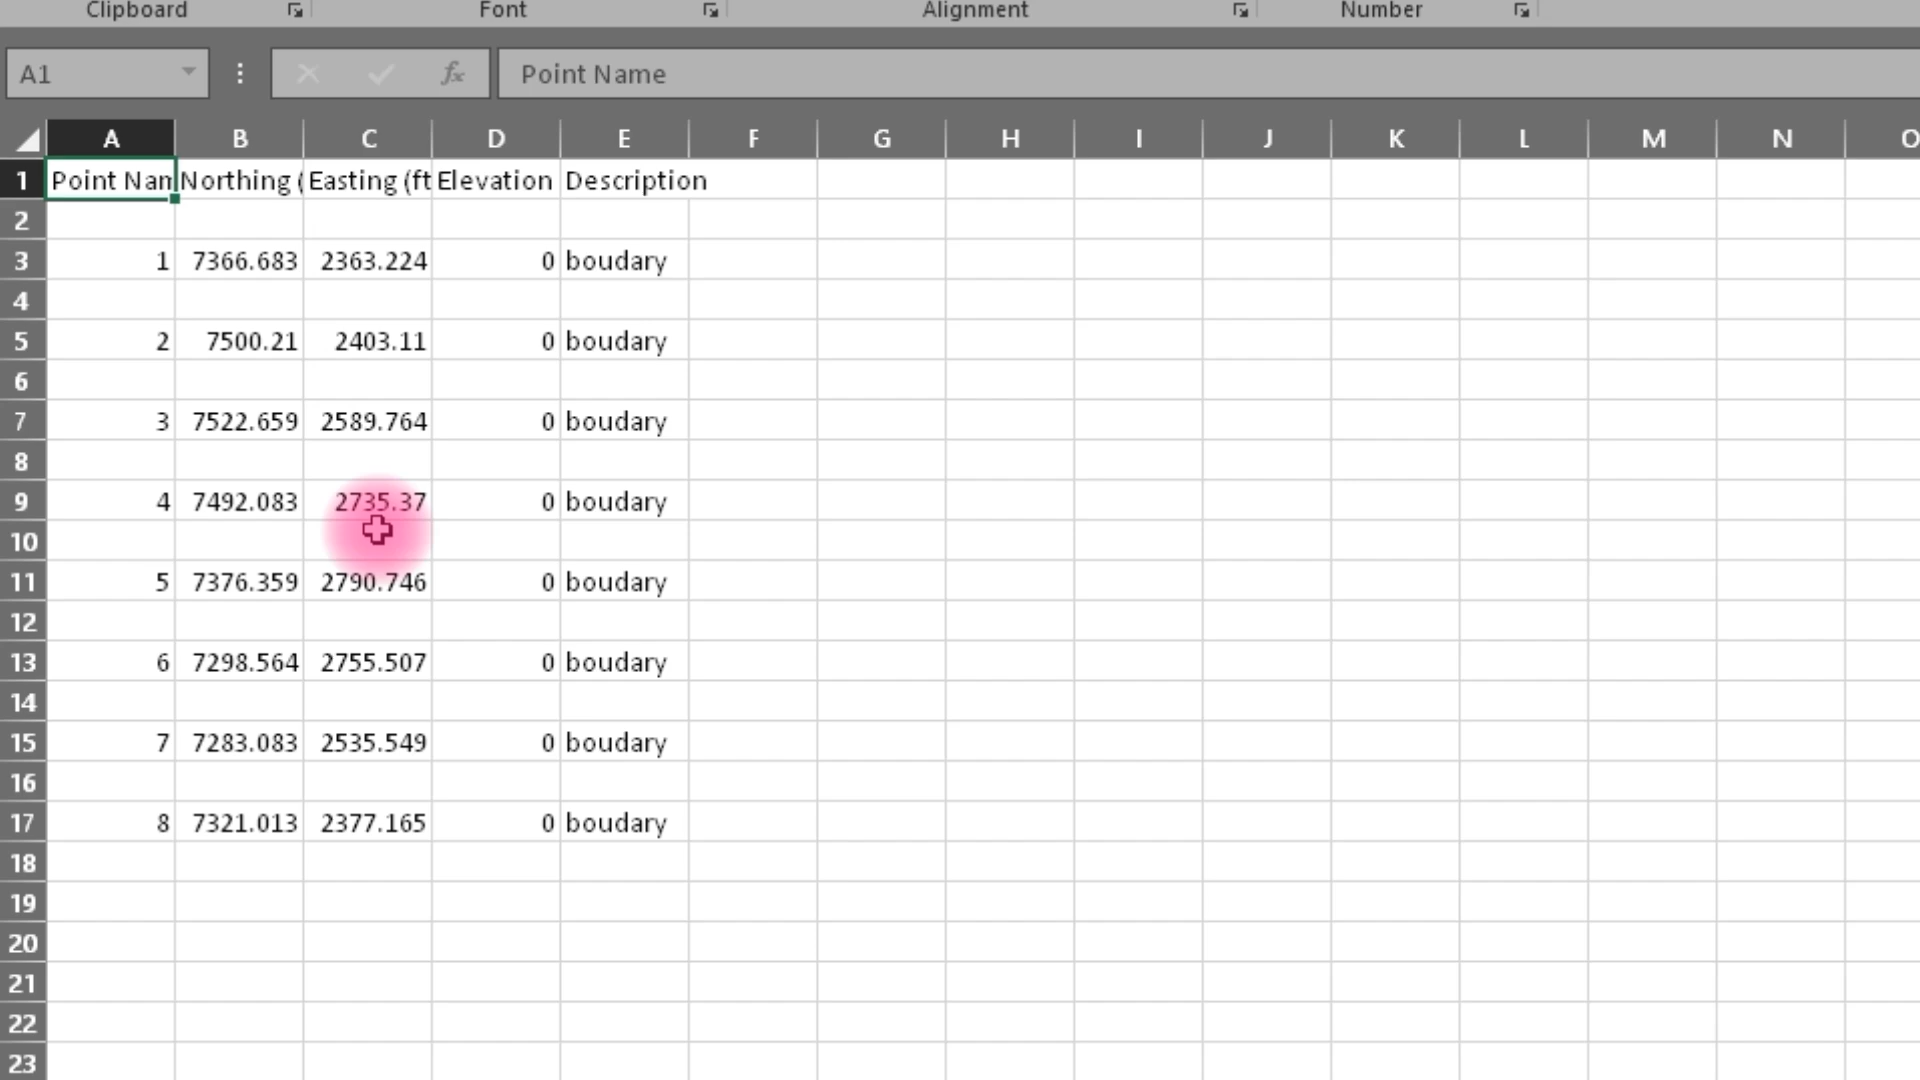 Clipboard Font Alignment Number
A1 fx Point Name
A B C D E F G H I J K L M N O
1 Point Nam Northing ( Easting (ft Elevation Description
2
3 1 7366.683 2363.224 0 boudary
4
5 2 7500.21 2403.11 0 boudary
6
7 3 7522.659 2589.764 0 boudary
8
9 4 7492.083 2735.37 0 boudary
10
11 5 7376.359 2790.746 0 boudary
12
13 6 7298.564 2755.507 0 boudary
14
15 7 7283.083 2535.549 0 boudary
16
17 8 7321.013 2377.165 0 boudary
18
19
20
21
22
23